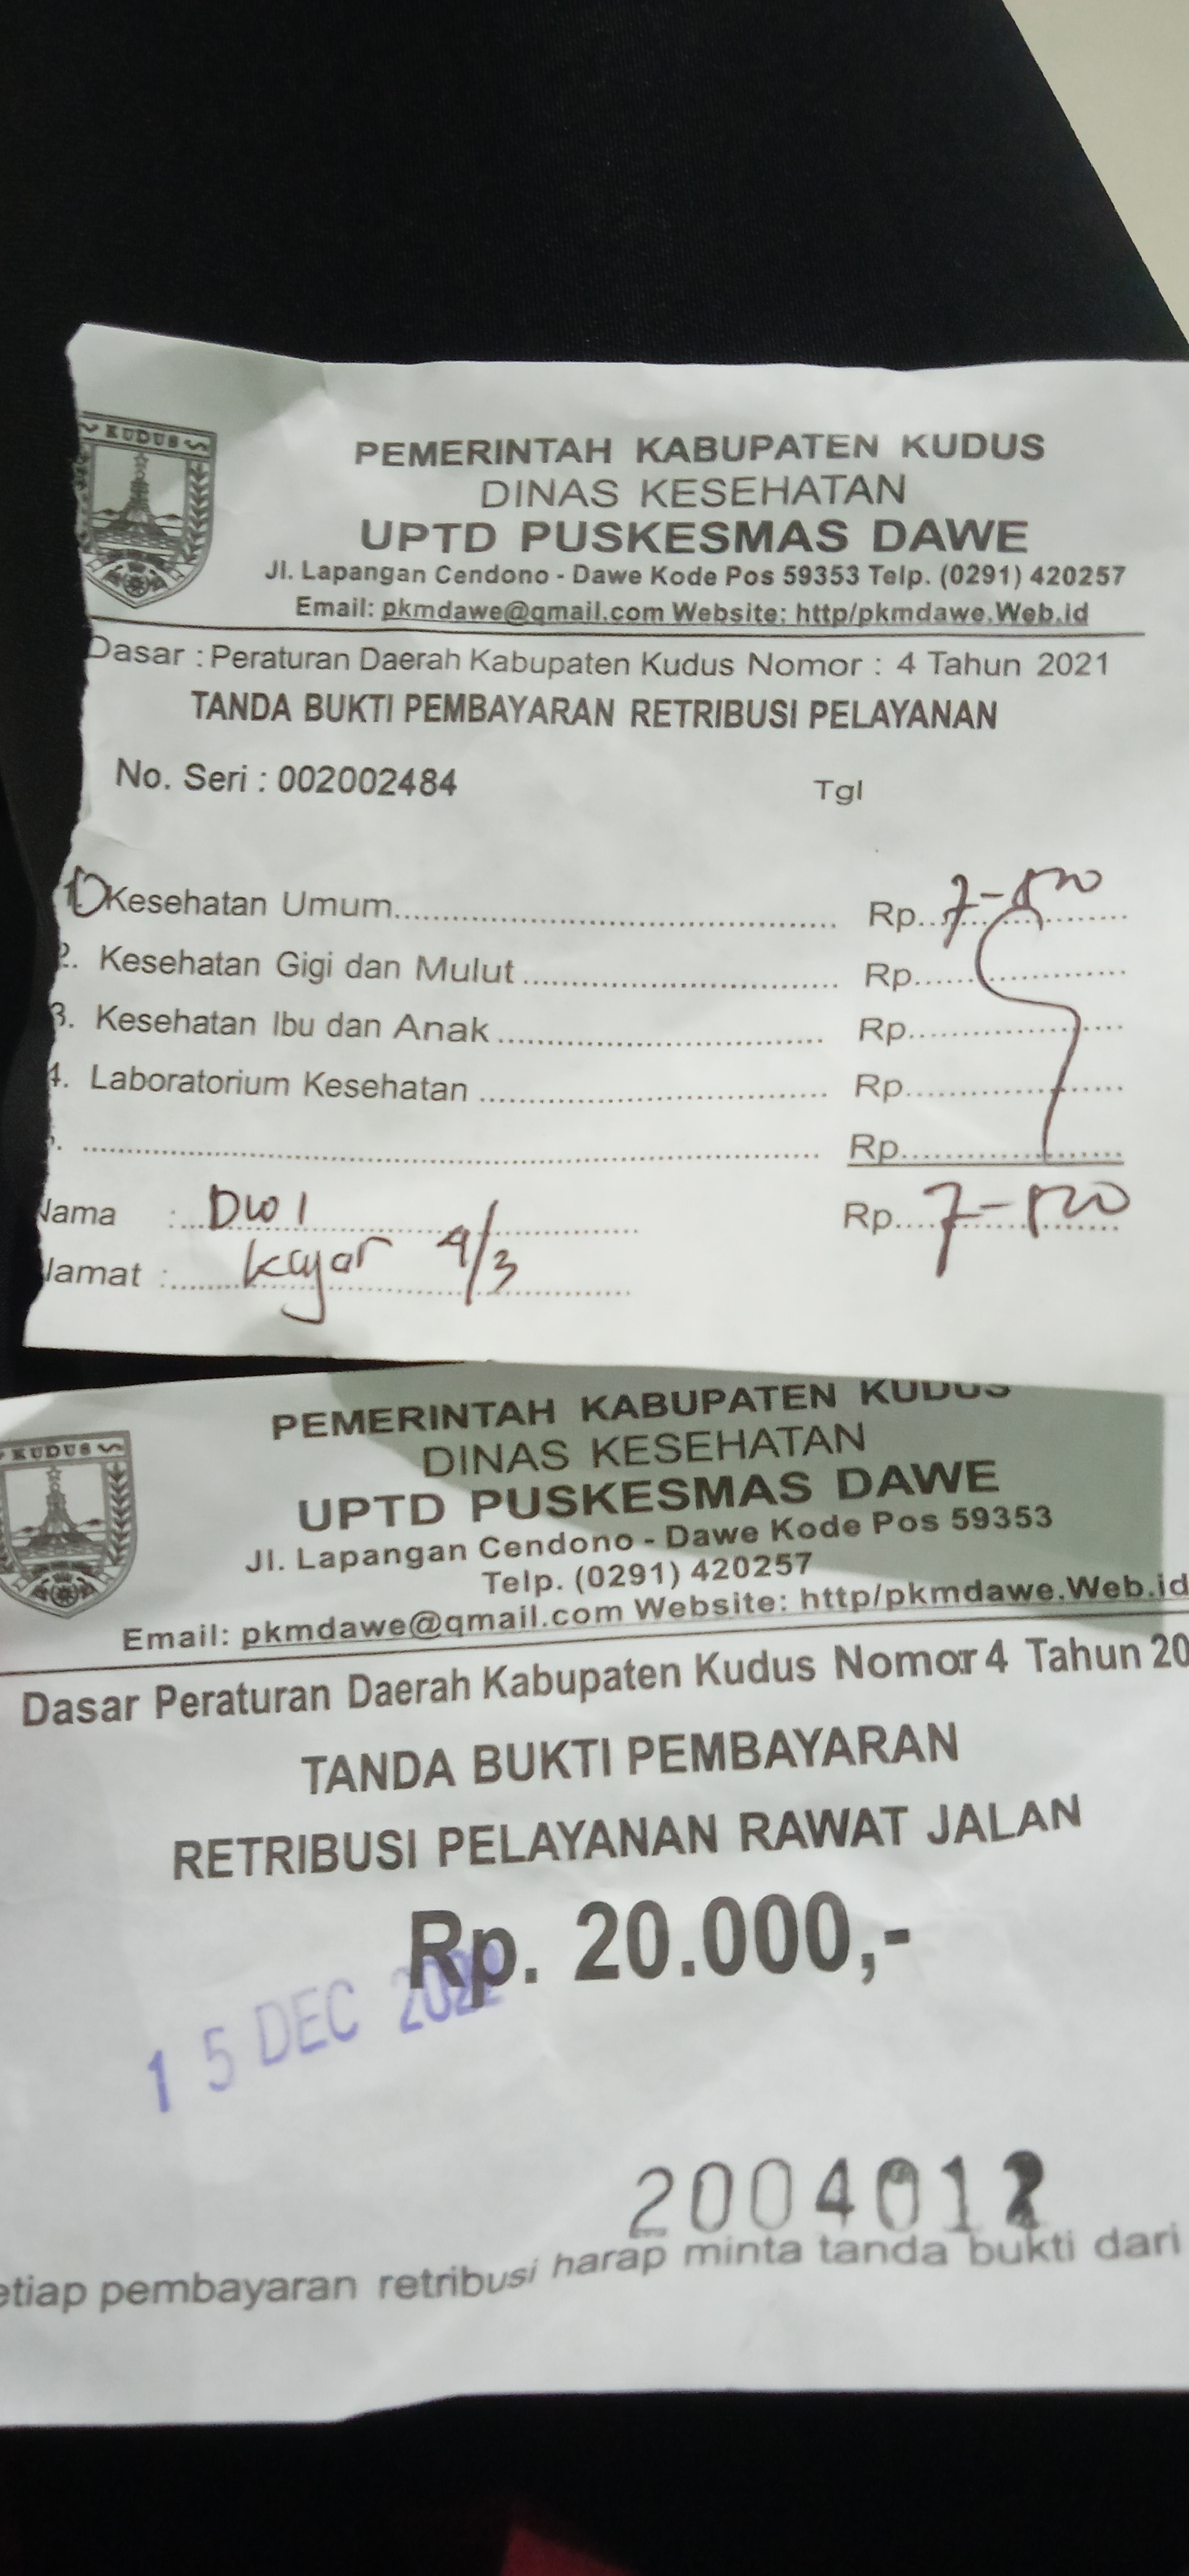 KUDUS
PEMERINTAH KABUPATEN KUDUS
DINAS KESEHATAN
UPTD PUSKESMAS DAWE
Jl. Lapangan Cendono - Dawe Kode Pos 59353 Telp. (0291) 420257
Email: pkmdawe@qmail.com Website: http/pkmdawe.Web.id
Dasar : Peraturan Daerah Kabupaten Kudus Nomor : 4 Tahun 2021
TANDA BUKTI PEMBAYARAN RETRIBUSI PELAYANAN
No. Seri : 002002484 Tgl
1 Kesehatan Umum.......... Rp.. 7-500
2. Kesehatan Gigi dan Mulut .......... Rp..........
3. Kesehatan Ibu dan Anak .......... Rp..........
4. Laboratorium Kesehatan .......... Rp..........
. .......... Rp..........
Nama : DWI Rp.... 7-500
lamat : Kajar 4/3
KUDUS
PEMERINTAH KABUPATEN KUDUS
DINAS KESEHATAN
UPTD PUSKESMAS DAWE
Jl. Lapangan Cendono - Dawe Kode Pos 59353
Telp. (0291) 420257
Email: pkmdawe@qmail.com Website: http/pkmdawe.Web.id
Dasar Peraturan Daerah Kabupaten Kudus Nomor 4 Tahun 20
TANDA BUKTI PEMBAYARAN
RETRIBUSI PELAYANAN RAWAT JALAN
Rp. 20.000,-
15 DEC 2022
2004012
etiap pembayaran retribusi harap minta tanda bukti dari